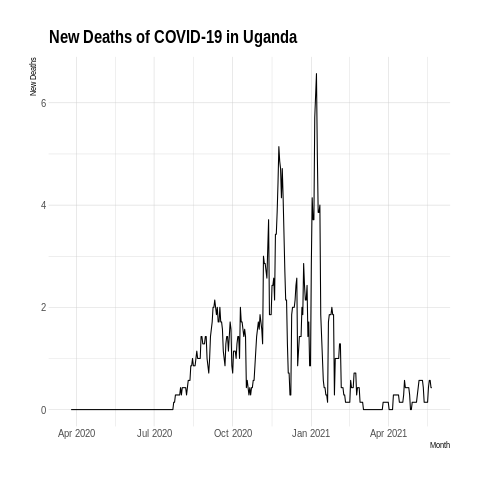 New Deaths of COVID-19 in Uganda
New Deaths
6
4
2
0
Apr 2020 Jul 2020 Oct 2020 Jan 2021 Apr 2021
Month